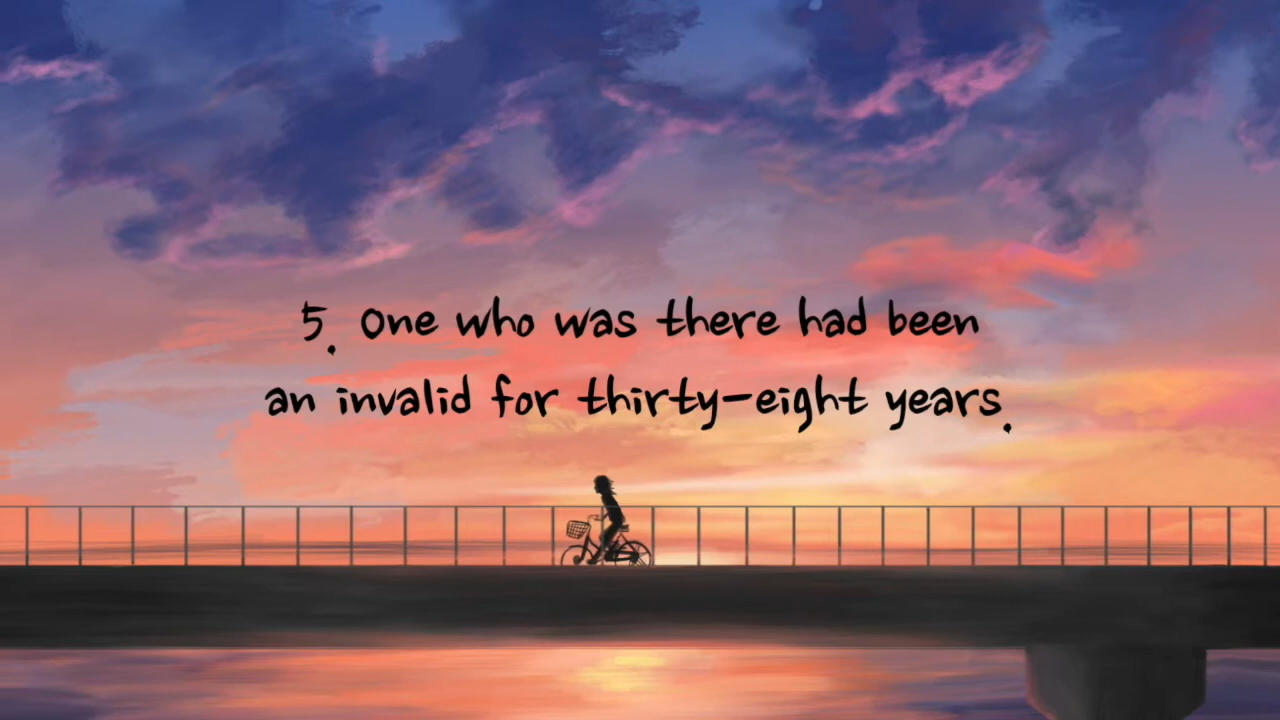 5. One who was there had been
an invalid for thirty-eight years.